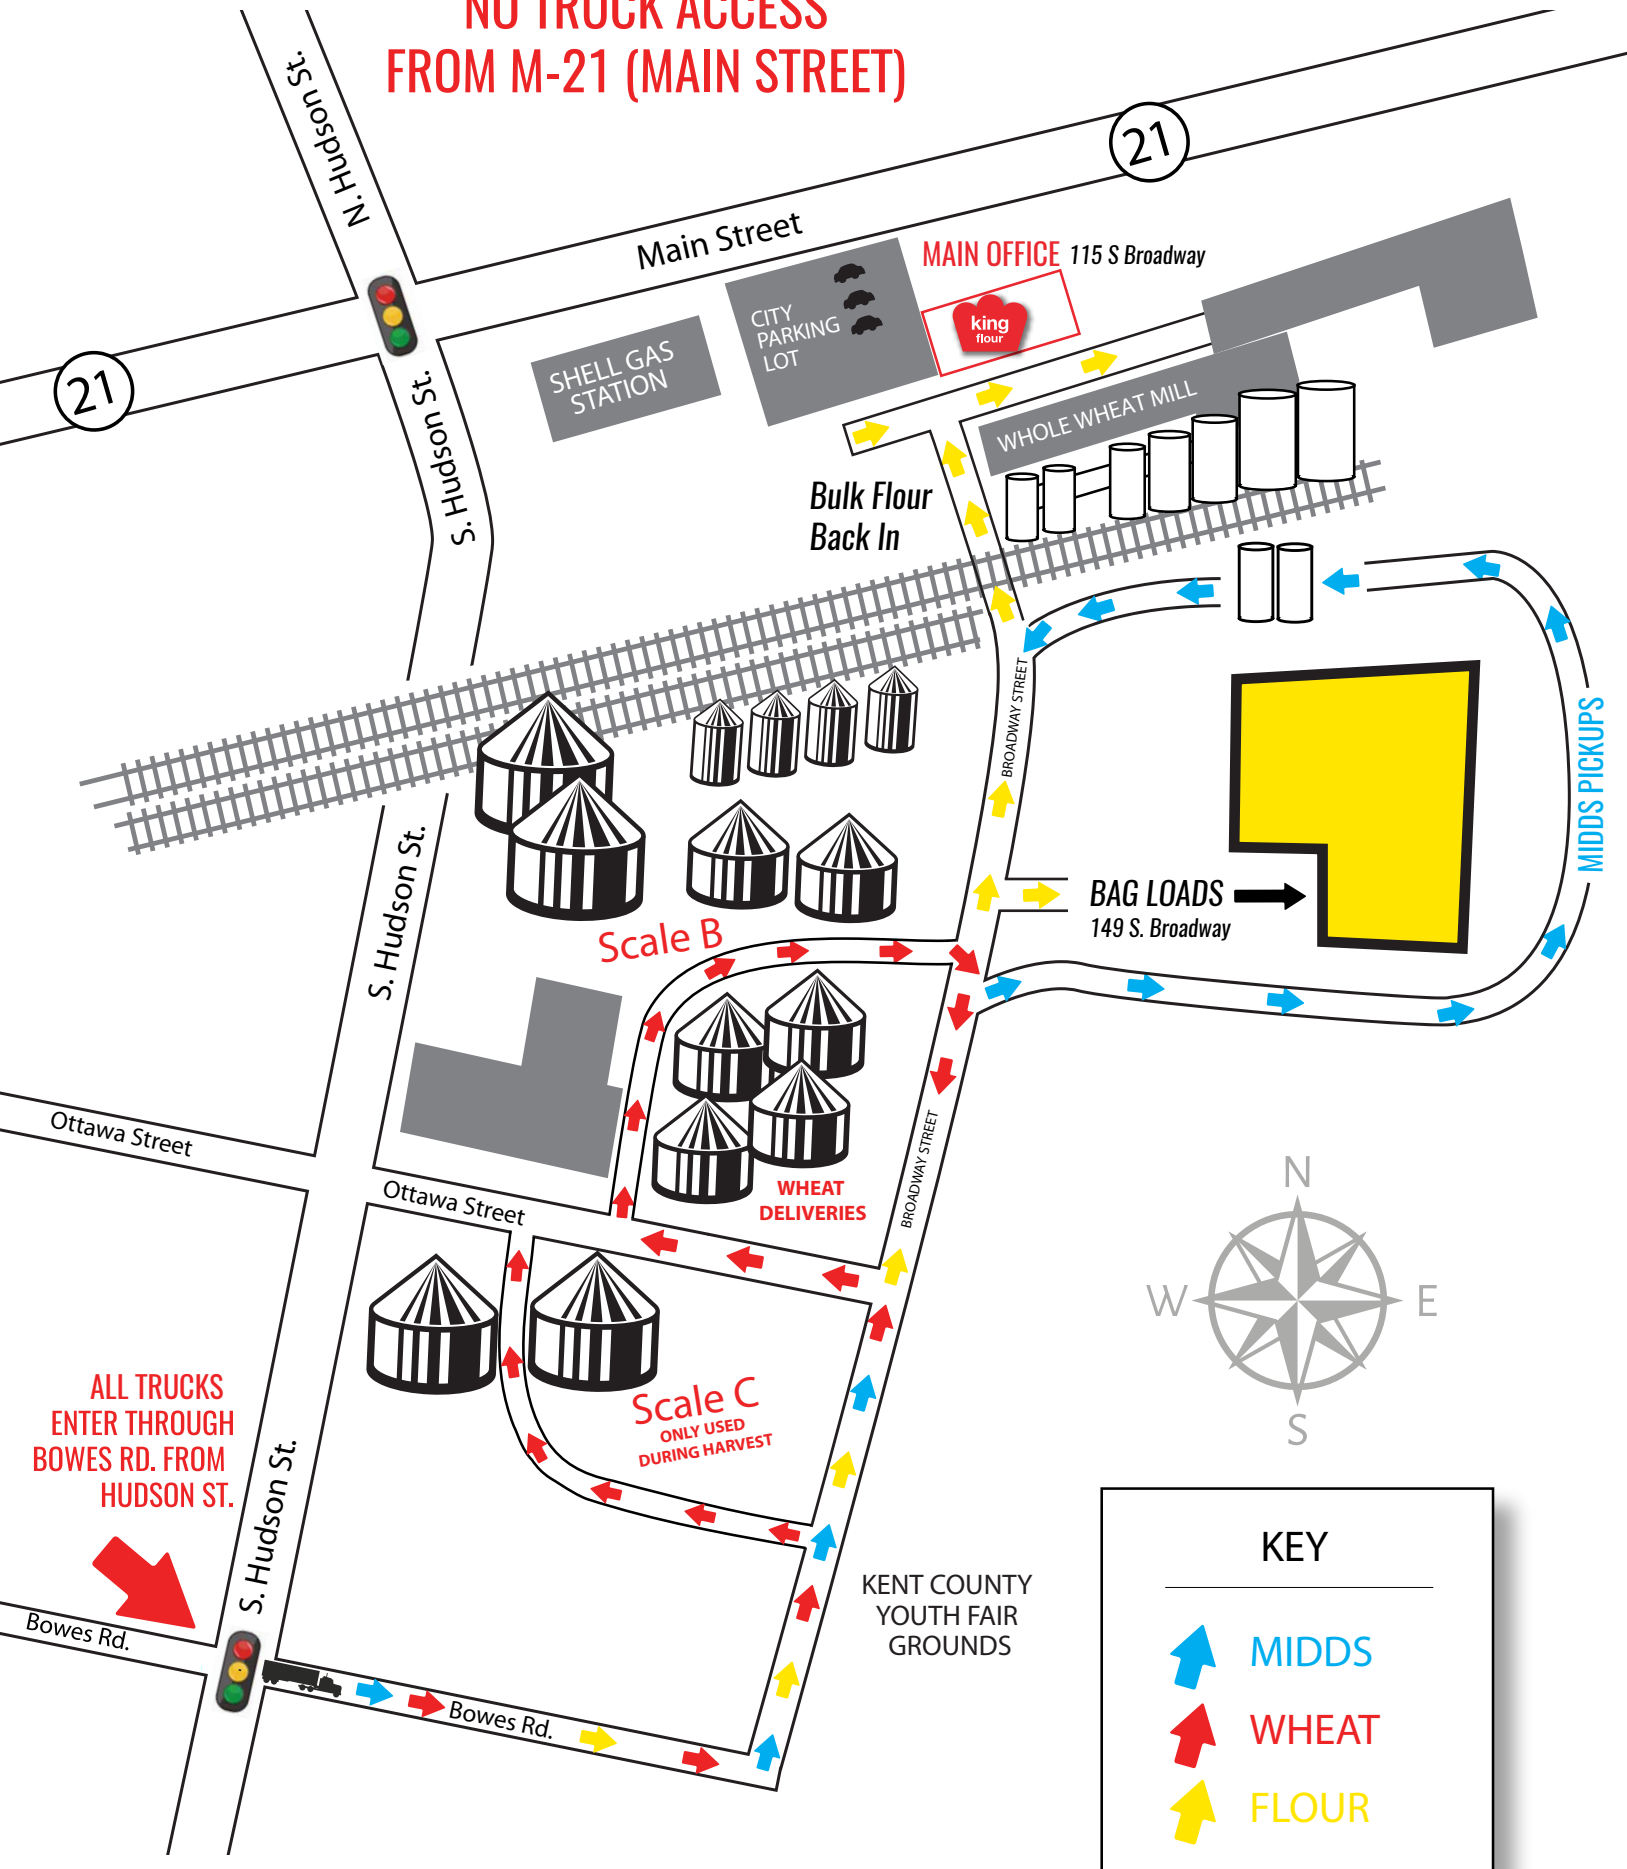 NO TRUCK ACCESS
FROM M-21 (MAIN STREET)
N. Hudson St.
21
Main Street
MAIN OFFICE 115 S Broadway
king
flour
CITY
PARKING
LOT
SHELL GAS
STATION
21
S. Hudson St.
WHOLE WHEAT MILL
Bulk Flour
Back In
BROADWAY STREET
MIDDS PICKUPS
S. Hudson St.
BAG LOADS
149 S. Broadway
Scale B
Ottawa Street
Ottawa Street
WHEAT
DELIVERIES
BROADWAY STREET
N
W
E
S
ALL TRUCKS
ENTER THROUGH
BOWES RD. FROM
HUDSON ST.
Scale C
ONLY USED
DURING HARVEST
S. Hudson St.
KENT COUNTY
YOUTH FAIR
GROUNDS
Bowes Rd.
Bowes Rd.
KEY
MIDDS
WHEAT
FLOUR